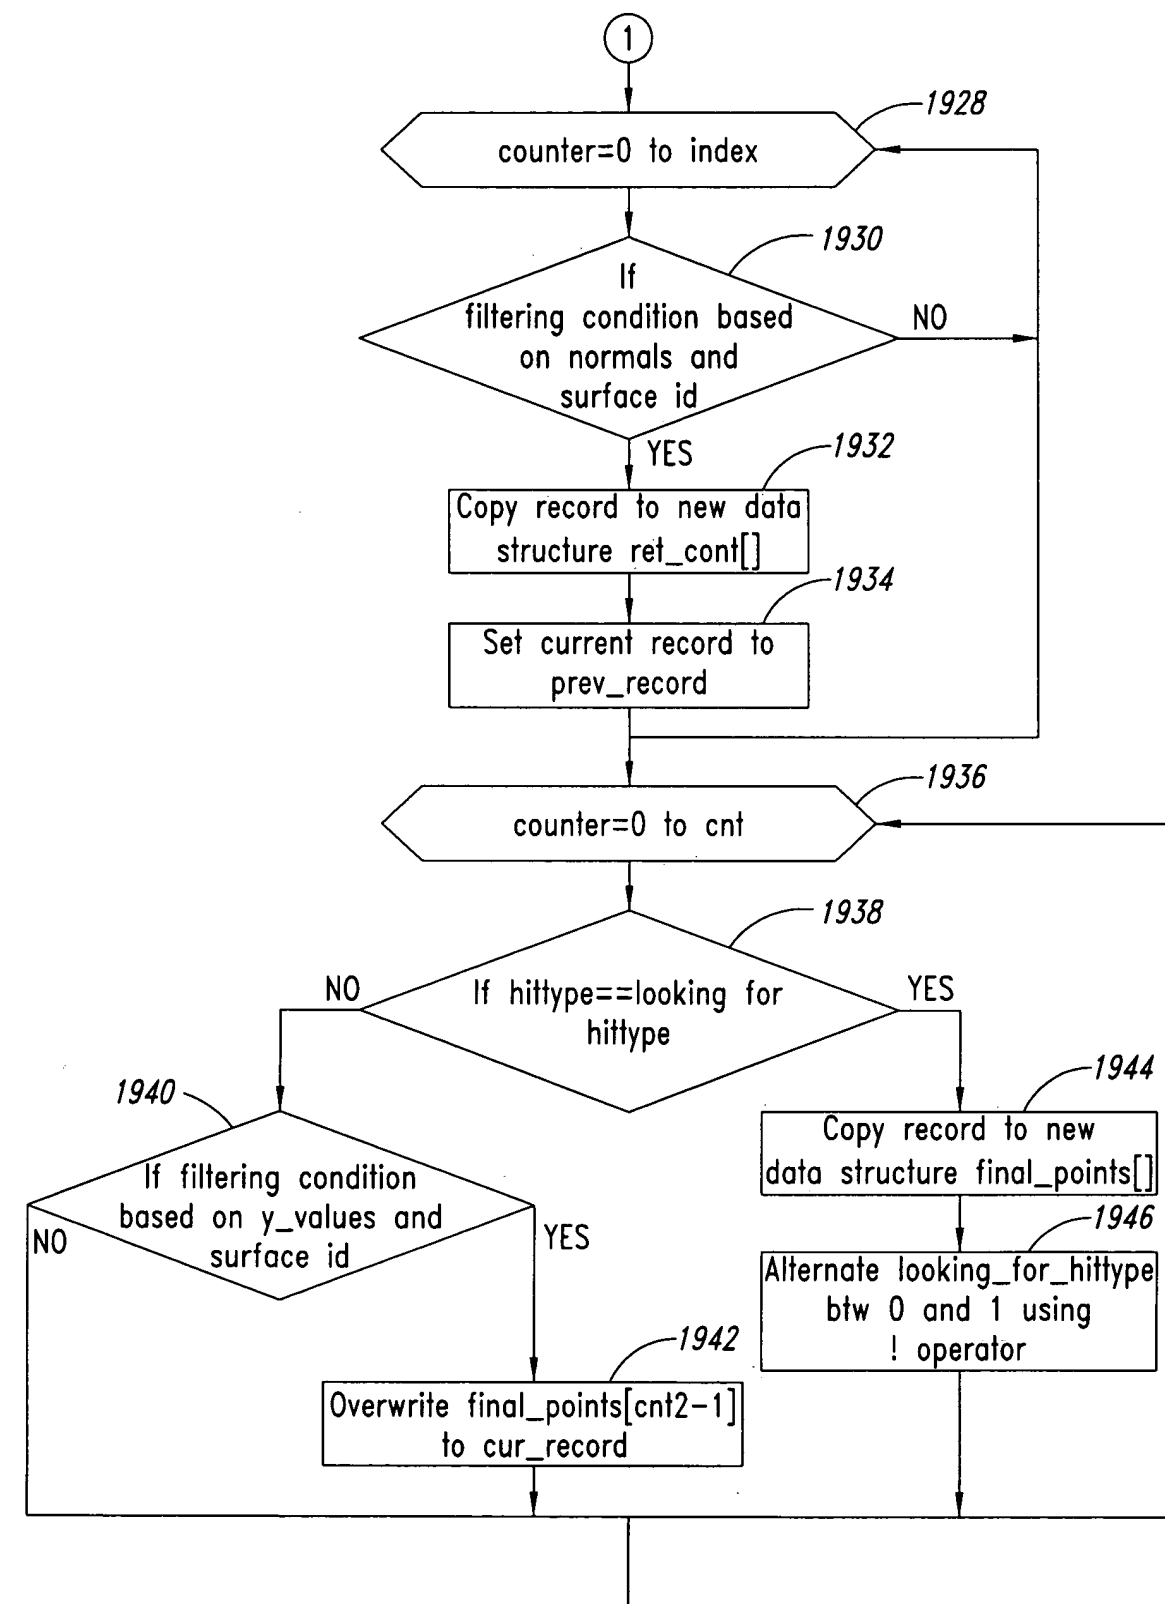 1
1928
counter=0 to index
1930
If
filtering condition based
on normals and
surface id
NO
YES
1932
Copy record to new data
structure ret_cont[]
1934
Set current record to
prev_record
1936
counter=0 to cnt
1938
If hittype==looking for
hittype
NO
YES
1940
If filtering condition
based on y_values and
surface id
NO
YES
1942
Overwrite final_points[cnt2-1]
to cur_record
1944
Copy record to new
data structure final_points[]
1946
Alternate looking_for_hittype
btw 0 and 1 using
! operator